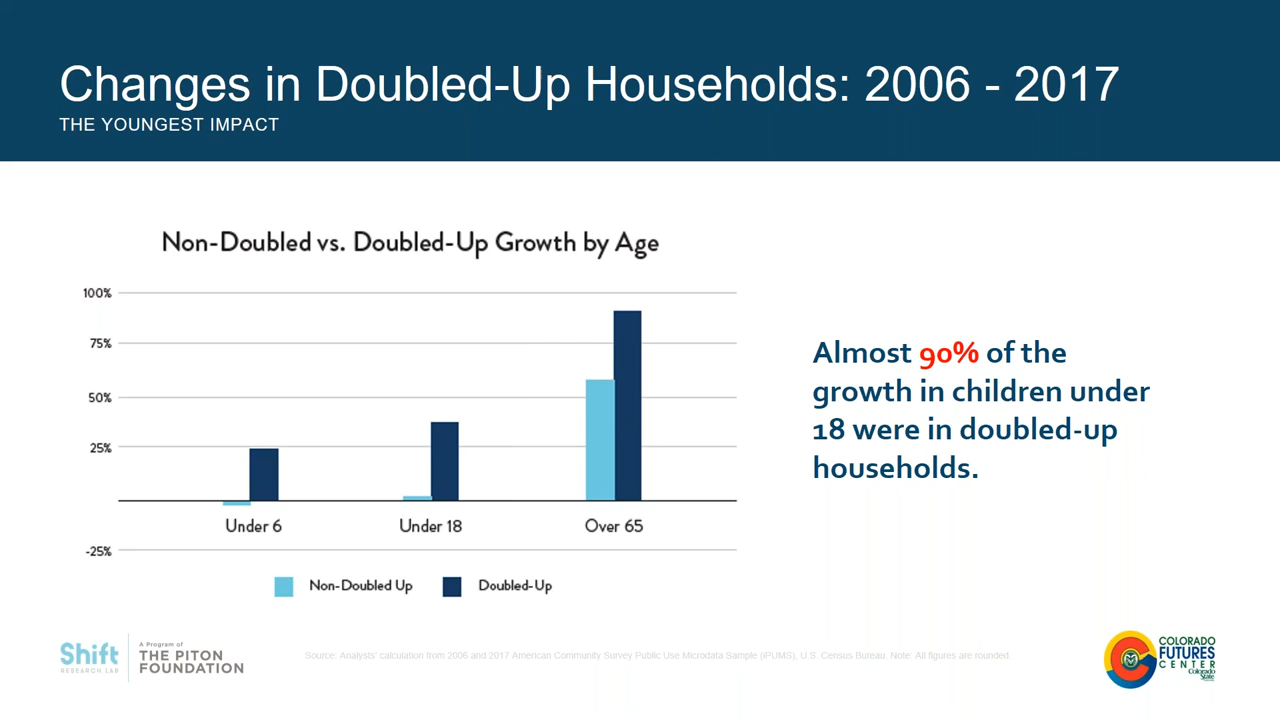 Changes in Doubled-Up Households: 2006 - 2017
THE YOUNGEST IMPACT
Non-Doubled vs. Doubled-Up Growth by Age
100%
75%
50%
25%
-25%
Under 6
Under 18
Over 65
Non-Doubled Up
Doubled-Up
Almost 90% of the
growth in children under
18 were in doubled-up
households.
Shift
RESEARCH LAB
A Program of
THE PITON
FOUNDATION
Source: Analysts' calculation from 2006 and 2017 American Community Survey Public Use Microdata Sample (iPUMS), U.S. Census Bureau. Note: All figures are rounded.
COLORADO
FUTURES
CENTER
Colorado
State